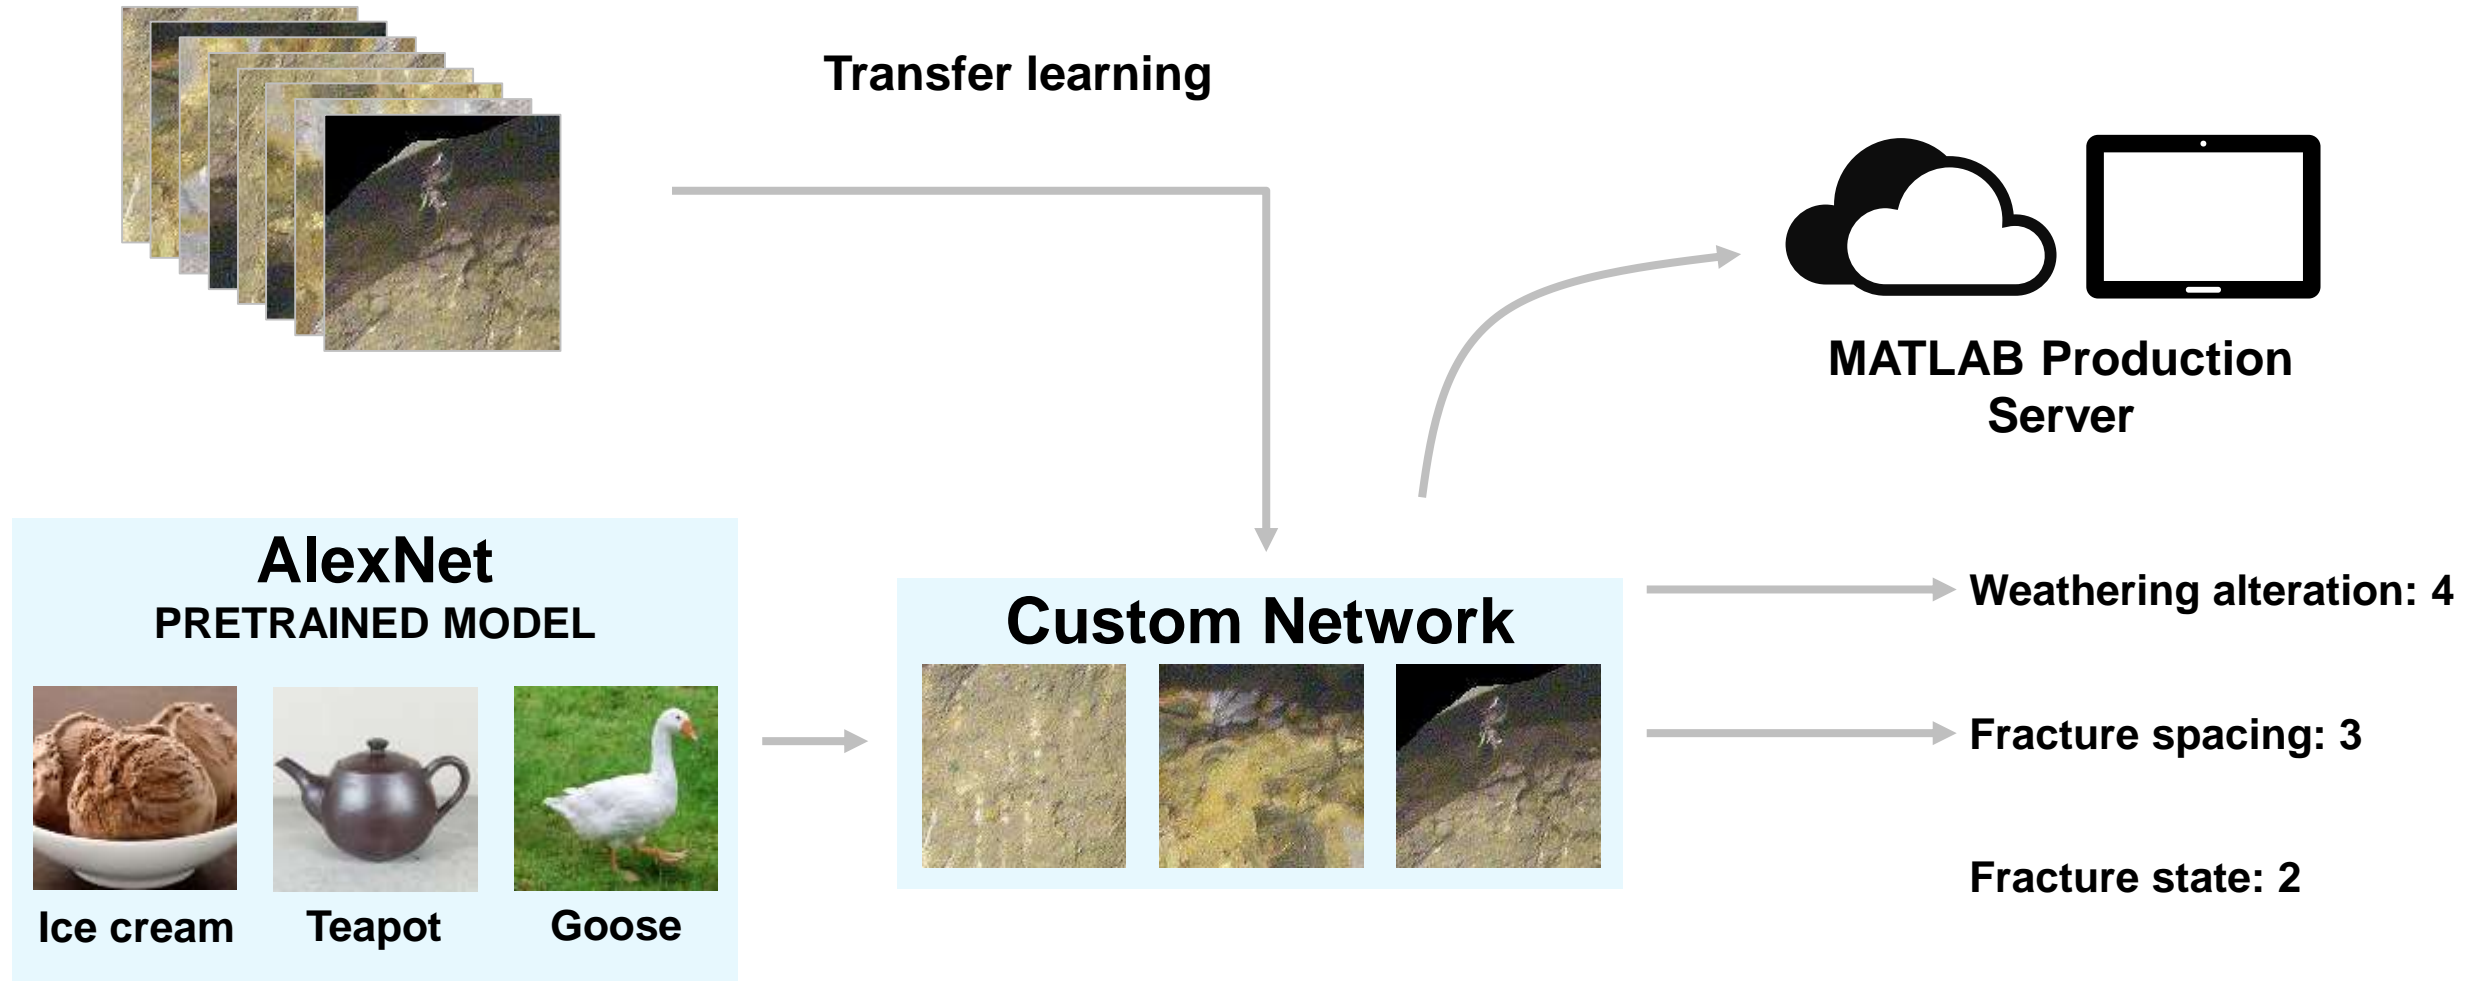 Transfer learning
MATLAB Production
Server
AlexNet
PRETRAINED MODEL
Ice cream
Teapot
Goose
Custom Network
Weathering alteration: 4
Fracture spacing: 3
Fracture state: 2